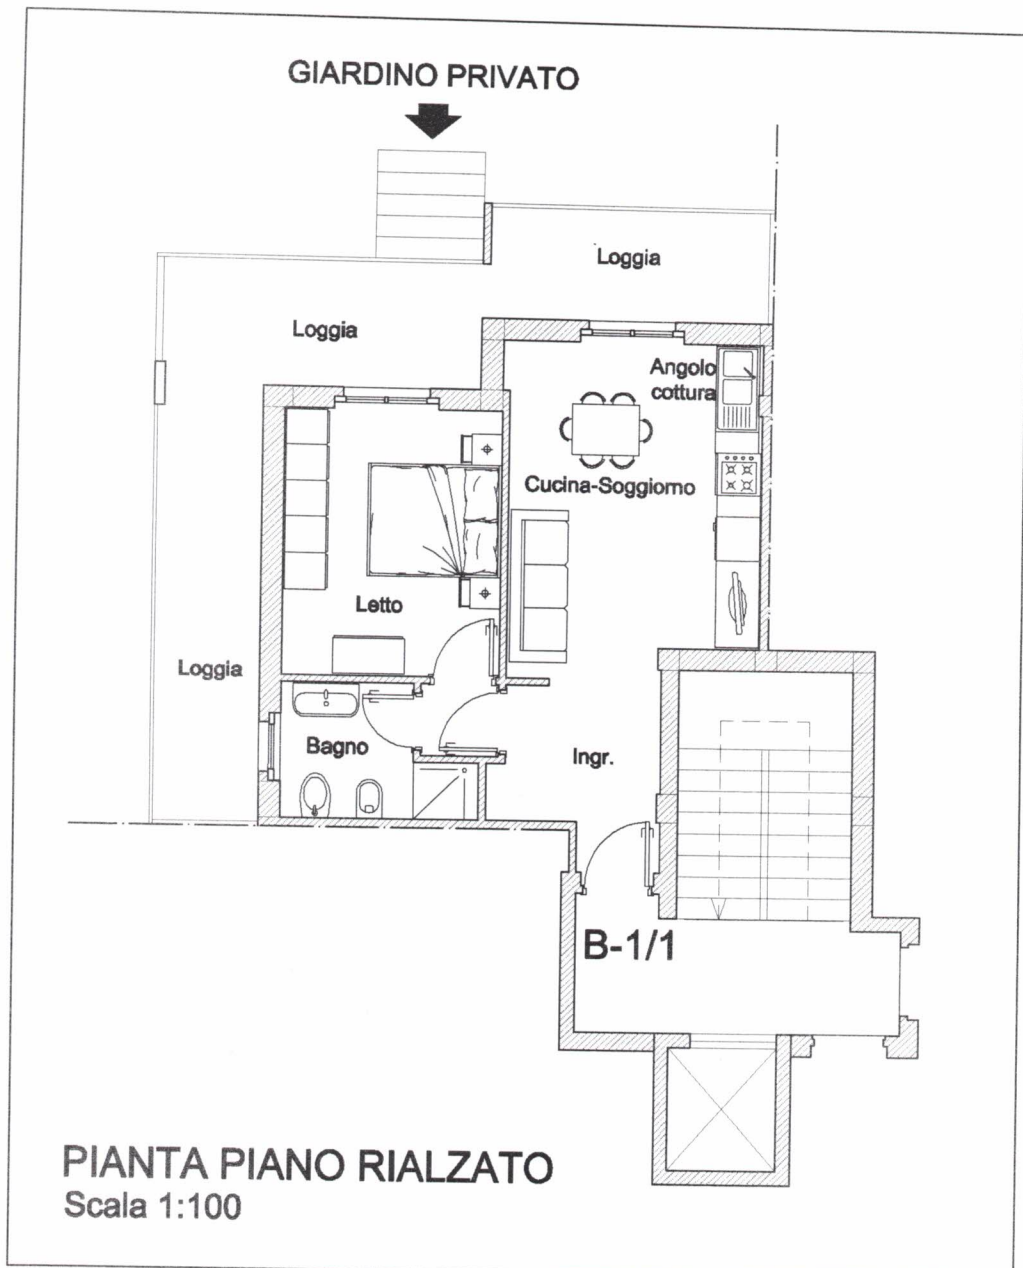 GIARDINO PRIVATO
Loggia
Loggia
Angolo
cottura
Cucina-Soggiorno
Letto
Loggia
Bagno
Ingr.
B-1/1
PIANTA PIANO RIALZATO
Scala 1:100